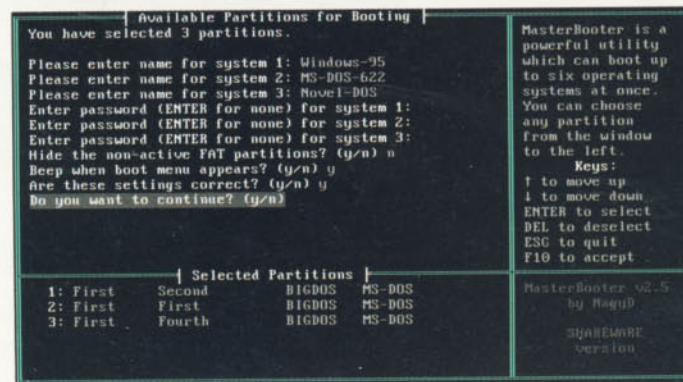 Available Partitions for Booting
You have selected 3 partitions.
Please enter name for system 1: Windows-95
Please enter name for system 2: MS-DOS-622
Please enter name for system 3: Novel-DOS
Enter password (ENTER for none) for system 1:
Enter password (ENTER for none) for system 2:
Enter password (ENTER for none) for system 3:
Hide the non-active FAT partitions? (y/n) n
Beep when boot menu appears? (y/n) y
Are these settings correct? (y/n) y
Do you want to continue? (y/n)
Selected Partitions
1: First Second BIGDOS MS-DOS
2: First First BIGDOS MS-DOS
3: First Fourth BIGDOS MS-DOS
MasterBooter is a
powerful utility
which can boot up
to six operating
systems at once.
You can choose
any partition
from the window
to the left.
Keys:
↑ to move up
↓ to move down
ENTER to select
DEL to deselect
ESC to quit
F10 to accept
MasterBooter v2.5
by NagyD
SHAREWARE
version